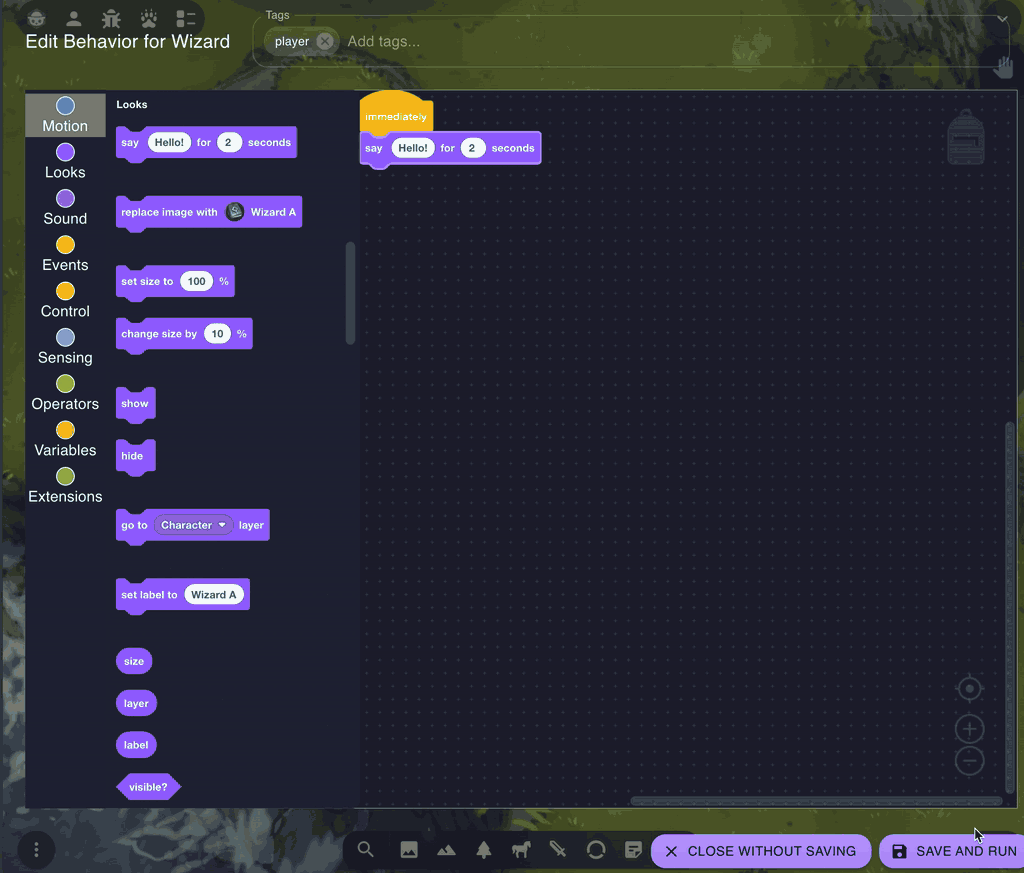 Tags
Edit Behavior for Wizard
player
Add tags...
Motion
Looks
Sound
Events
Control
Sensing
Operators
Variables
Extensions
Looks
say Hello! for 2 seconds
replace image with Wizard A
set size to 100 %
change size by 10 %
show
hide
go to Character layer
set label to Wizard A
size
layer
label
visible?
immediately
say Hello! for 2 seconds
CLOSE WITHOUT SAVING
SAVE AND RUN